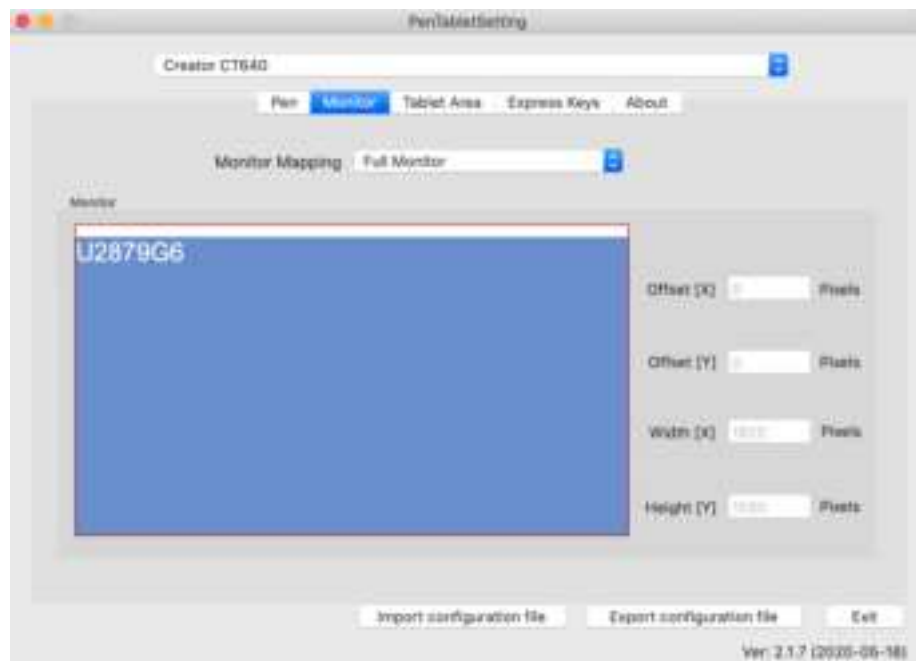 PenTabletSetting
Creator CT640
Pen Monitor Tablet Area Express Keys About
Monitor Mapping Full Monitor
Monitor
U2879G6
Offset [X] Pixels
Offset [Y] Pixels
Width [X] Pixels
Height [Y] Pixels
Import configuration file Export configuration file Exit
Ver: 2.1.7 (2020-06-18)